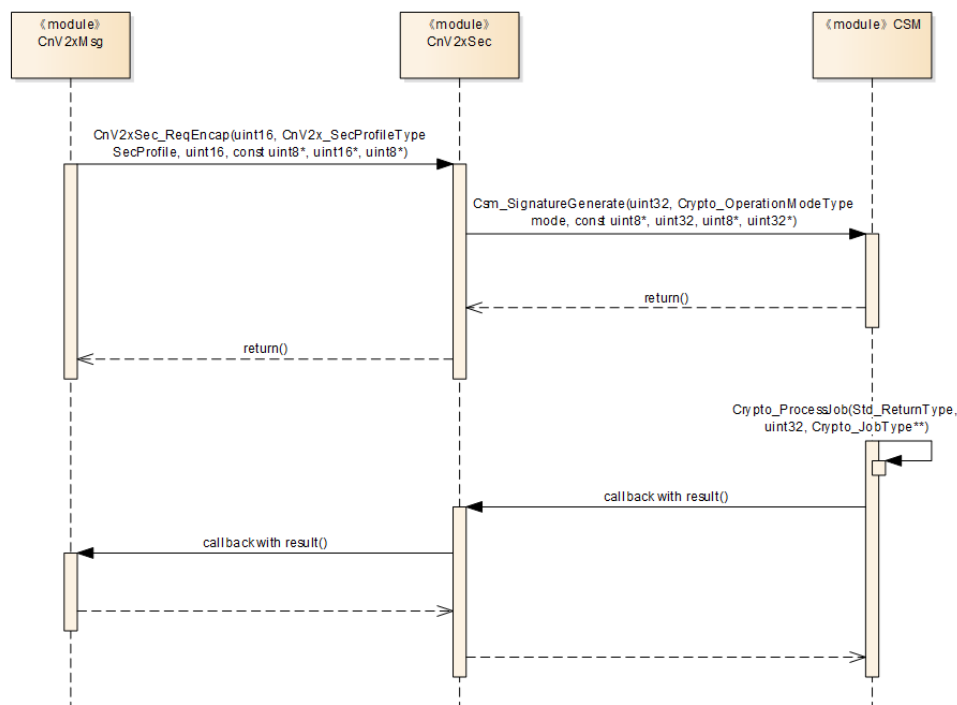 «module»
CnV2xMsg
«module»
CnV2xSec
«module» CSM
CnV2xSec_ReqEncap(uint16, CnV2x_SecProfileType
SecProfile, uint16, const uint8*, uint16*, uint8*)
Csm_SignatureGenerate(uint32, Crypto_OperationModeType
mode, const uint8*, uint32, uint8*, uint32*)
return()
return()
Crypto_ProcessJob(Std_ReturnType,
uint32, Crypto_JobType**)
callback with result()
callback with result()